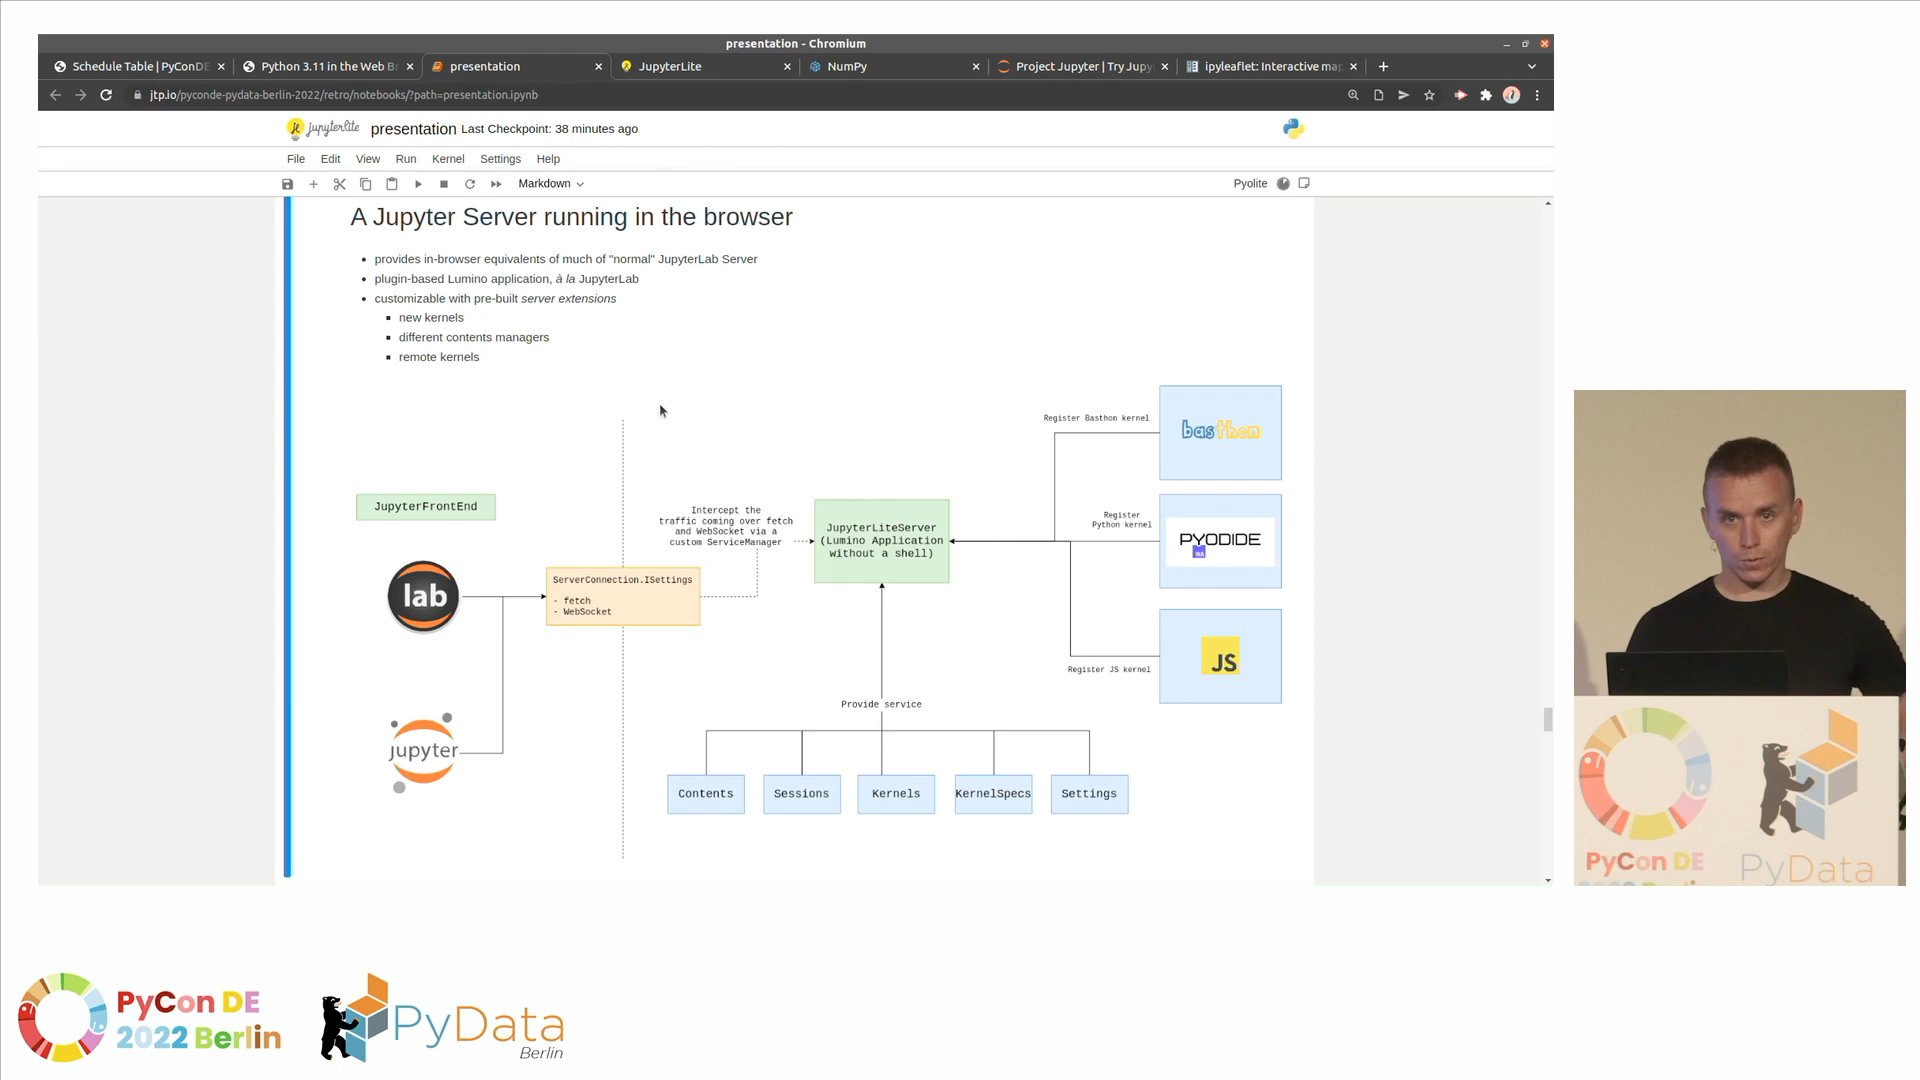 presentation - Chromium
Schedule Table | PyConDE
Python 3.11 in the Web B
presentation
JupyterLite
NumPy
Project Jupyter | Try Jupy
ipyleaflet: Interactive ma
jtp.io/pyconde-pydata-berlin-2022/retro/notebooks/?path=presentation.ipynb
jupyterlite
presentation Last Checkpoint: 38 minutes ago
File Edit View Run Kernel Settings Help
Markdown
Pyolite
A Jupyter Server running in the browser
provides in-browser equivalents of much of "normal" JupyterLab Server
plugin-based Lumino application, à la JupyterLab
customizable with pre-built server extensions
new kernels
different contents managers
remote kernels
Register Basthon kernel
basthon
JupyterFrontEnd
Intercept the
traffic coming over fetch
and WebSocket via a
custom ServiceManager
JupyterLiteServer
(Lumino Application
without a shell)
Register
Python kernel
PYODIDE
WA
lab
ServerConnection.ISettings
- fetch
- WebSocket
Register JS kernel
JS
Provide service
jupyter
Contents
Sessions
Kernels
KernelSpecs
Settings
PyCon DE
PyData
PyCon DE
2022 Berlin
PyData
Berlin